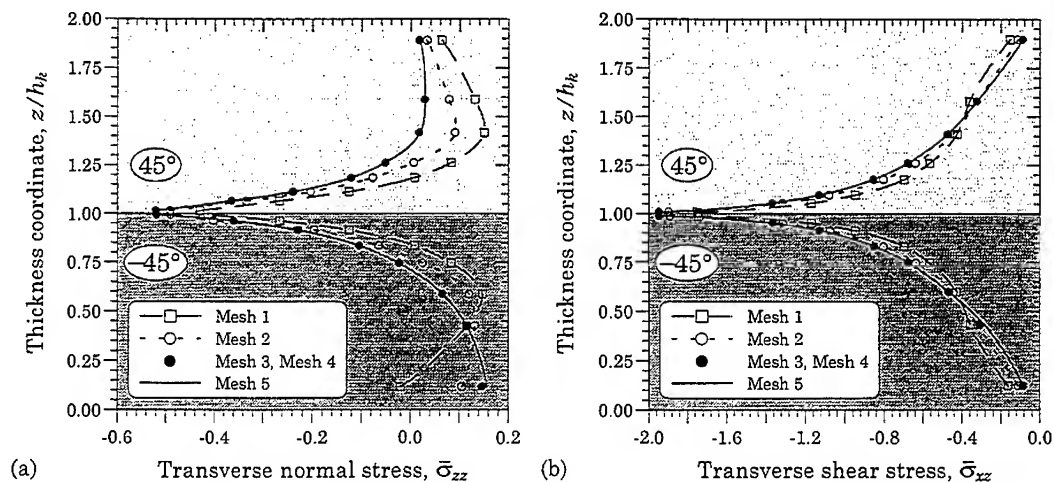 2.00
1.75
1.50
1.25
1.00
0.75
0.50
0.25
0.00
Thickness coordinate, z/hₖ
45°
−45°
Mesh 1
Mesh 2
Mesh 3, Mesh 4
Mesh 5
-0.6
-0.4
-0.2
0.0
0.2
(a)
Transverse normal stress, σ̄zz
2.00
1.75
1.50
1.25
1.00
0.75
0.50
0.25
0.00
Thickness coordinate, z/hₖ
45°
−45°
Mesh 1
Mesh 2
Mesh 3, Mesh 4
Mesh 5
-2.0
-1.6
-1.2
-0.8
-0.4
0.0
(b)
Transverse shear stress, σ̄xz